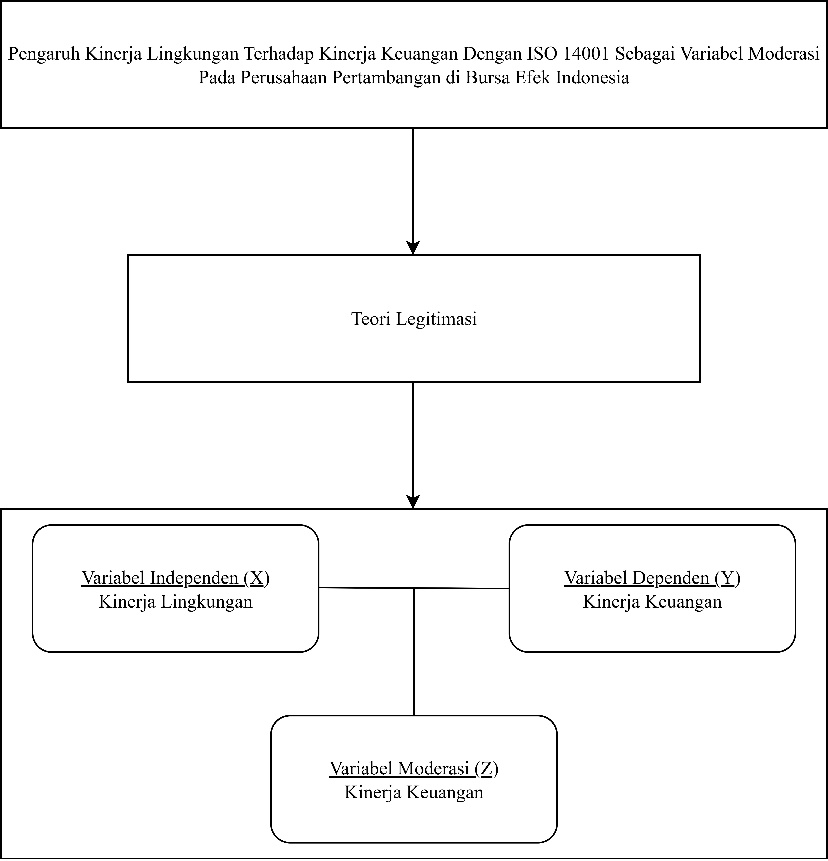 Pengaruh Kinerja Lingkungan Terhadap Kinerja Keuangan Dengan ISO 14001 Sebagai Variabel Moderasi
Pada Perusahaan Pertambangan di Bursa Efek Indonesia
Teori Legitimasi
Variabel Independen (X)
Kinerja Lingkungan
Variabel Dependen (Y)
Kinerja Keuangan
Variabel Moderasi (Z)
Kinerja Keuangan